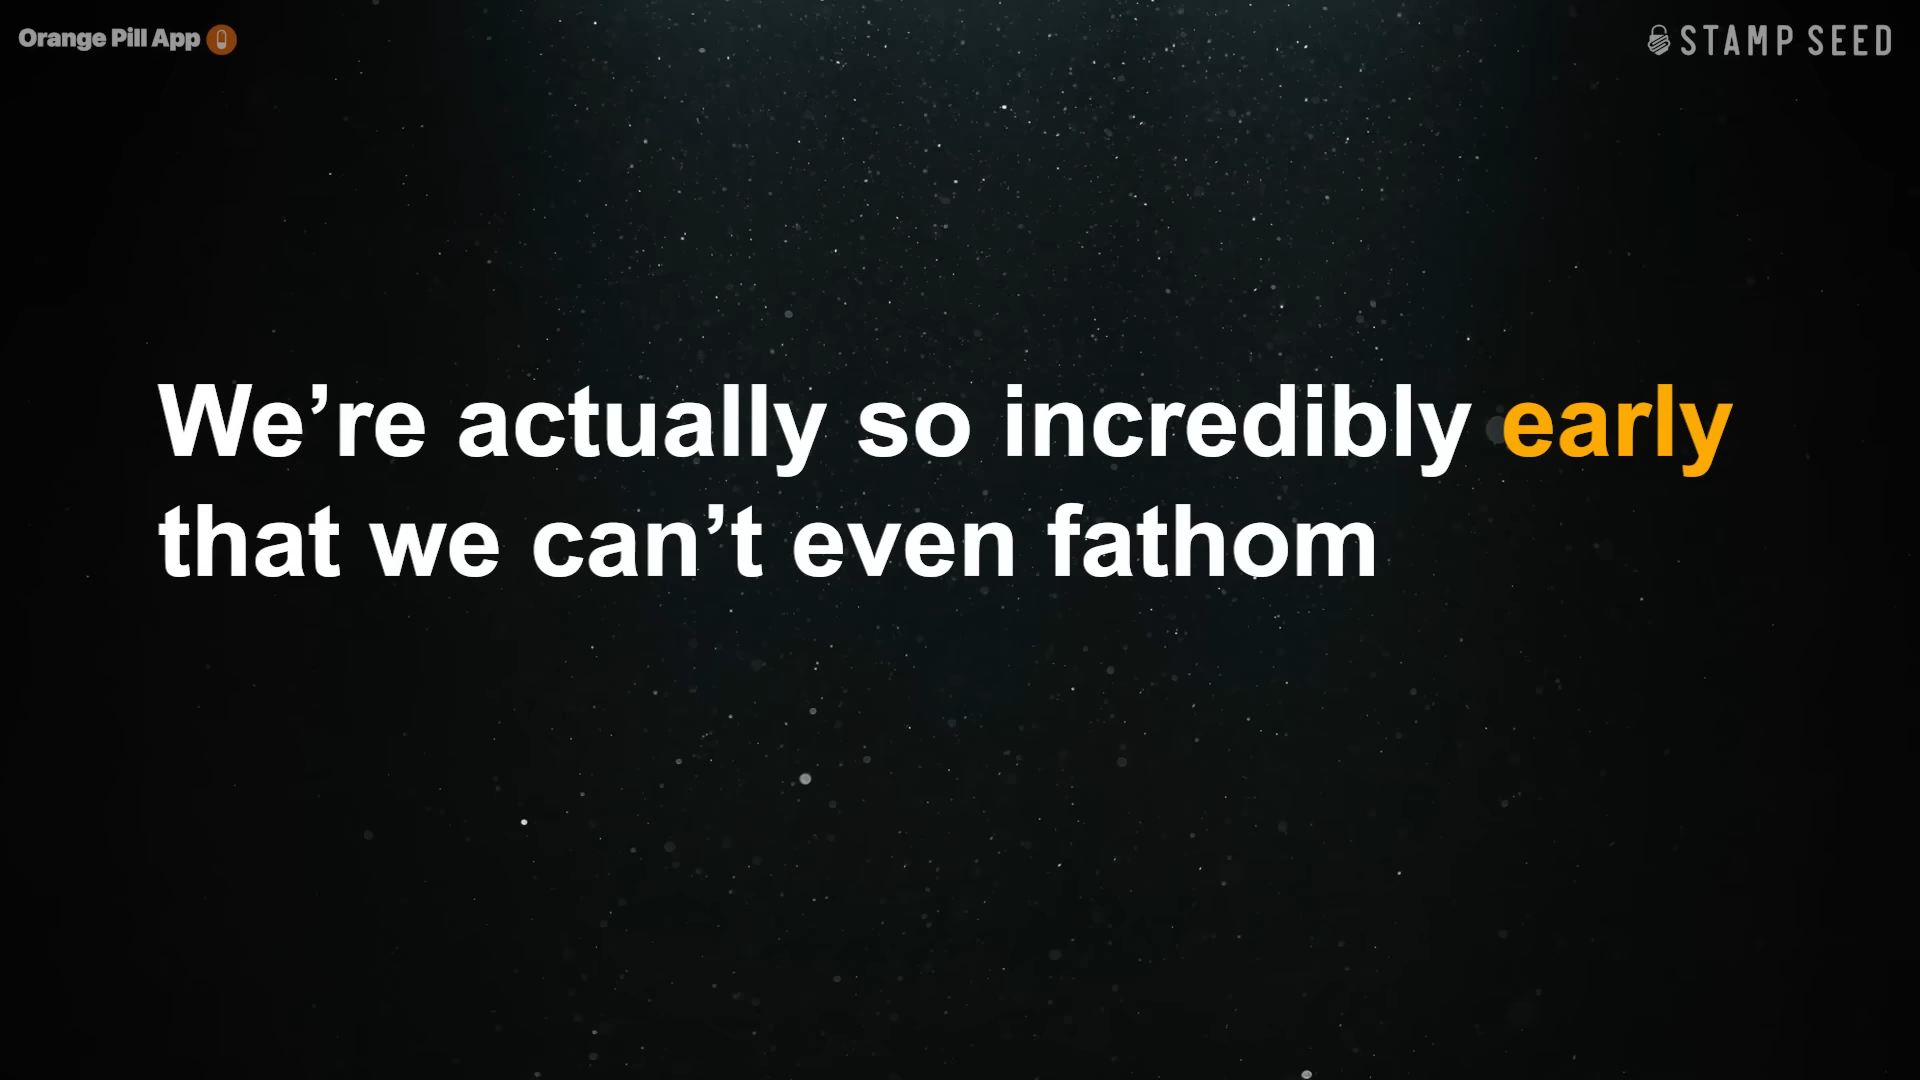 Orange Pill App
STAMP SEED
We’re actually so incredibly early
that we can’t even fathom